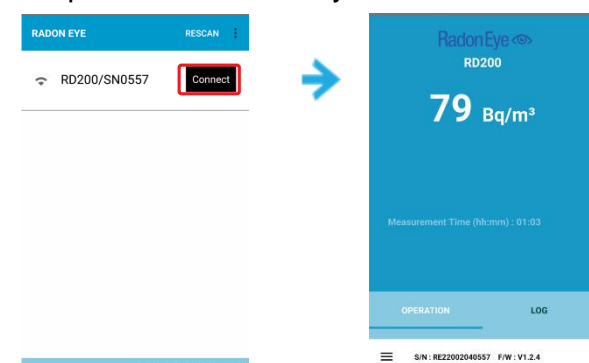 RADON EYE RESCAN
RD200/SN0557 Connect
RadonEye
RD200
79 Bq/m³
Measurement Time (hh:mm) : 01:03
OPERATION LOG
S/N : RE22002040557 F/W : V1.2.4